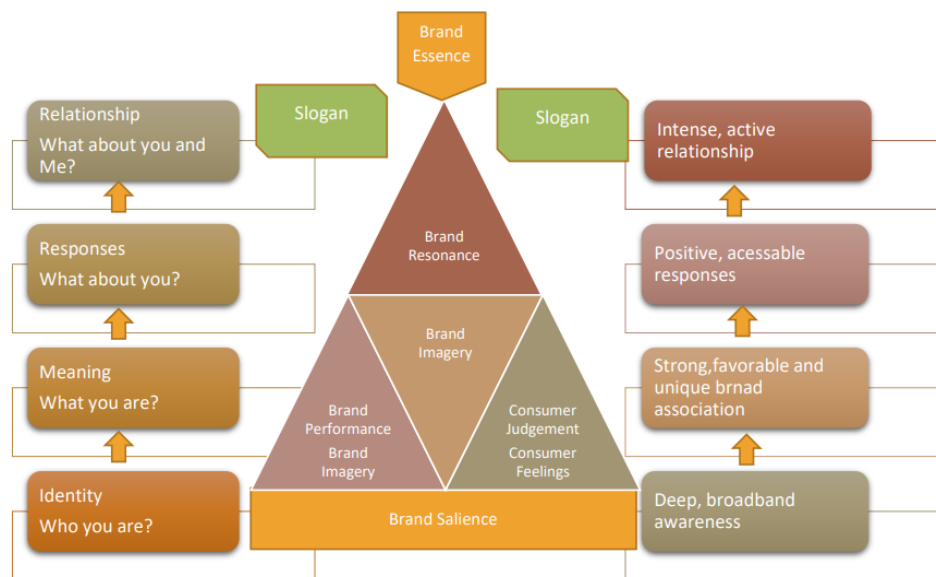 Brand
Essence
Slogan
Slogan
Relationship
What about you and
Me?
Intense, active
relationship
Brand
Resonance
Responses
What about you?
Positive, acessable
responses
Brand
Imagery
Meaning
What you are?
Strong,favorable and
unique brnad
association
Brand
Performance
Brand
Imagery
Consumer
Judgement
Consumer
Feelings
Identity
Who you are?
Brand Salience
Deep, broadband
awareness